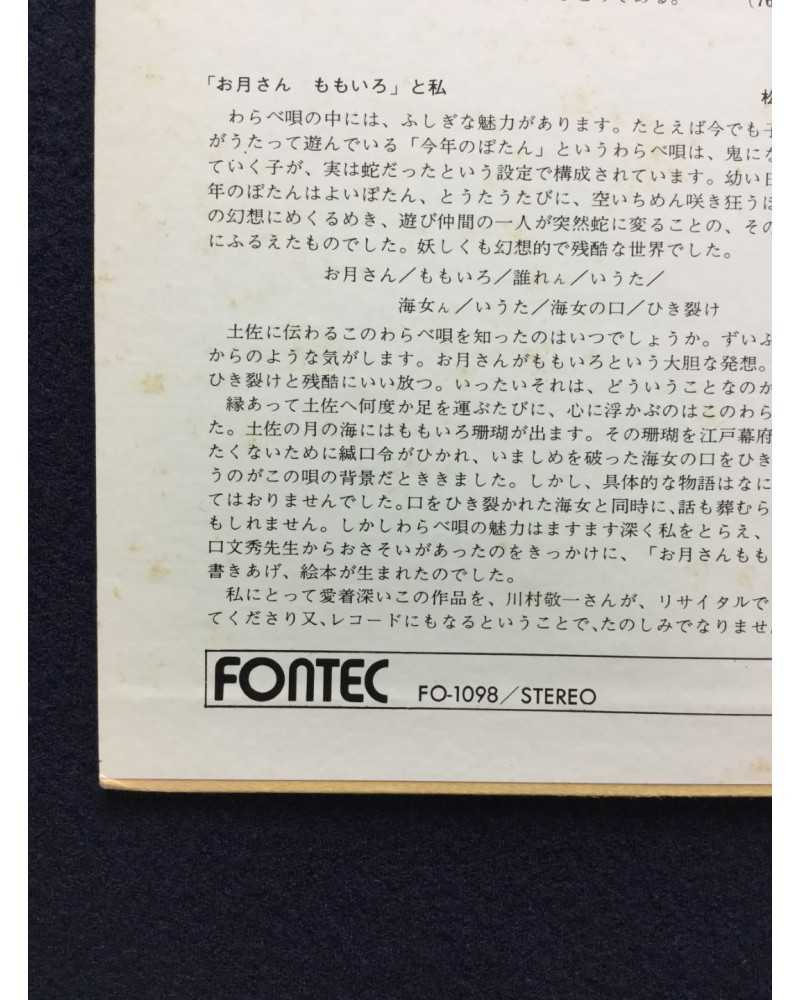 である。 (76
「お月さん ももいろ」と私 松
わらべ唄の中には、ふしぎな魅力があります。たとえば今でも子
がうたって遊んでいる「今年のぼたん」というわらべ唄は、鬼にな
ていく子が、実は蛇だったという設定で構成されています。幼い日
年のぼたんはよいぼたん、とうたうたびに、空いちめん咲き狂うぼ
の幻想にめくるめき、遊び仲間の一人が突然蛇に変ることの、その
にふるえたものでした。妖しくも幻想的で残酷な世界でした。
お月さん／ももいろ／誰れん／いうた／
海女ん／いうた／海女の口／ひき裂け
土佐に伝わるこのわらべ唄を知ったのはいつでしょうか。ずいぶ
からのような気がします。お月さんがももいろという大胆な発想。
ひき裂けと残酷にいい放つ。いったいそれは、どういうことなのか
縁あって土佐へ何度か足を運ぶたびに、心に浮かぶのはこのわら
た。土佐の月の海にはももいろ珊瑚が出ます。その珊瑚を江戸幕府
たくないために緘口令がひかれ、いましめを破った海女の口をひき
うのがこの唄の背景だとききました。しかし、具体的な物語はなに
てはおりませんでした。口をひき裂かれた海女と同時に、話も葬むら
もしれません。しかしわらべ唄の魅力はますます深く私をとらえ、
口文秀先生からおさそいがあったのをきっかけに、「お月さんもも
書きあげ、絵本が生まれたのでした。
私にとって愛着深いこの作品を、川村敬一さんが、リサイタルで
てくださり又、レコードにもなるということで、たのしみでなりませ
FONTEC FO-1098／STEREO